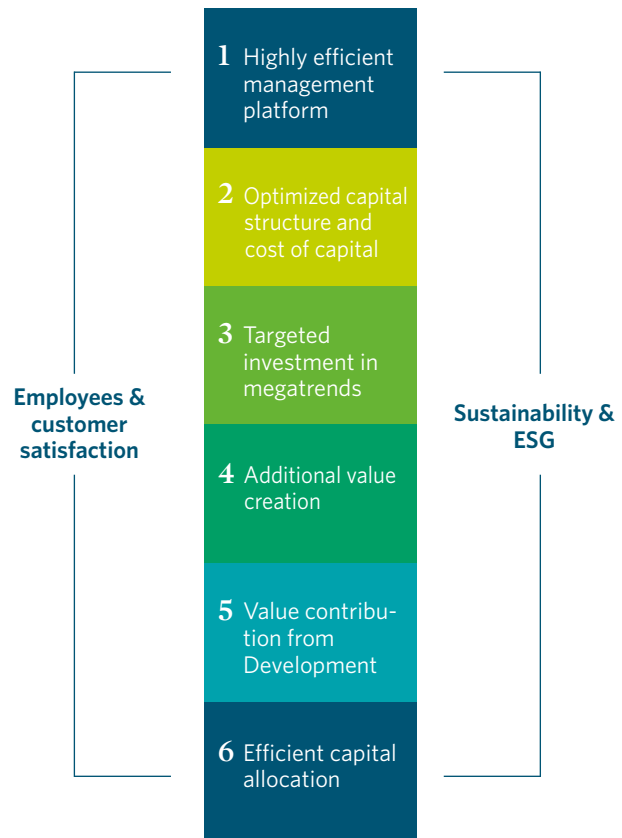 1 Highly efficient
management
platform
2 Optimized capital
structure and
cost of capital
3 Targeted
investment in
megatrends
Employees &
customer
satisfaction
Sustainability &
ESG
4 Additional value
creation
5 Value contribu-
tion from
Development
6 Efficient capital
allocation